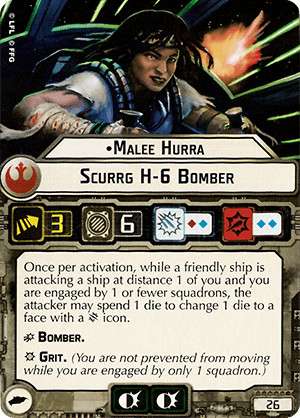 © LFL © FFG
•Malee Hurra
Scurrg H-6 Bomber
3 6
Once per activation, while a friendly ship is
attacking a ship at distance 1 of you and you
are engaged by 1 or fewer squadrons, the
attacker may spend 1 die to change 1 die to a
face with a icon.
Bomber.
Grit. (You are not prevented from moving
while you are engaged by only 1 squadron.)
26